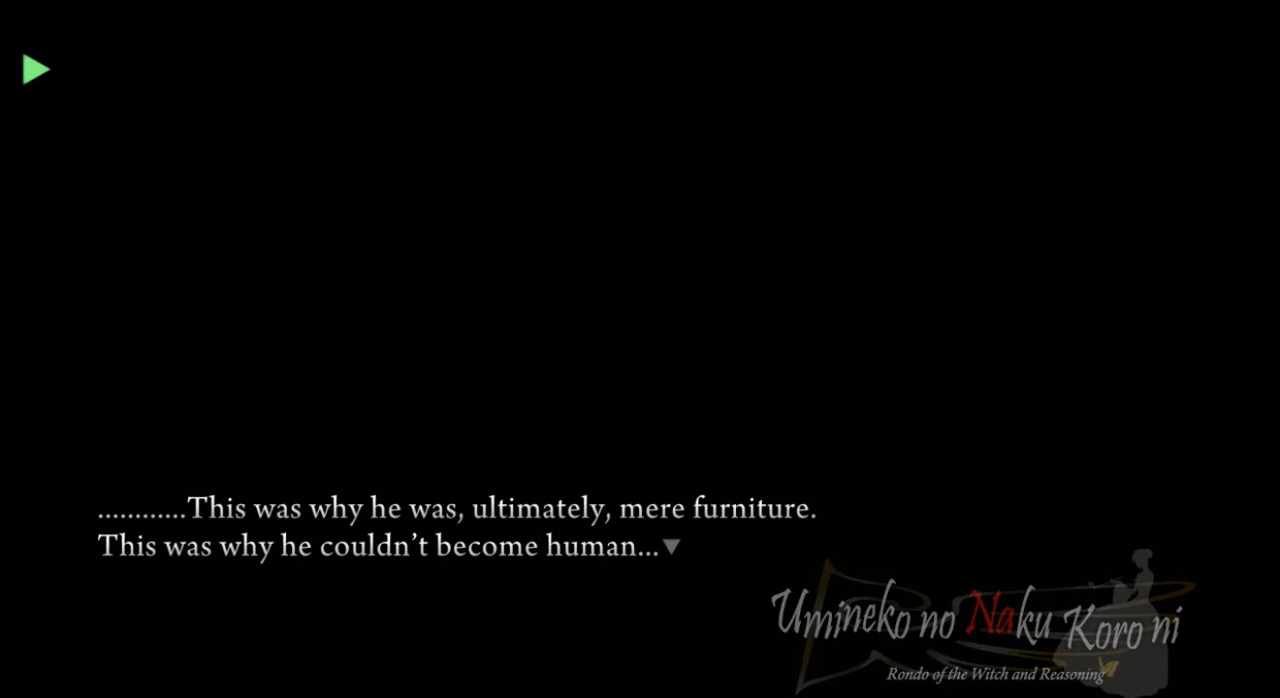 ............This was why he was, ultimately, mere furniture.
This was why he couldn't become human...
Umineko no Naku Koro ni
Rondo of the Witch and Reasoning